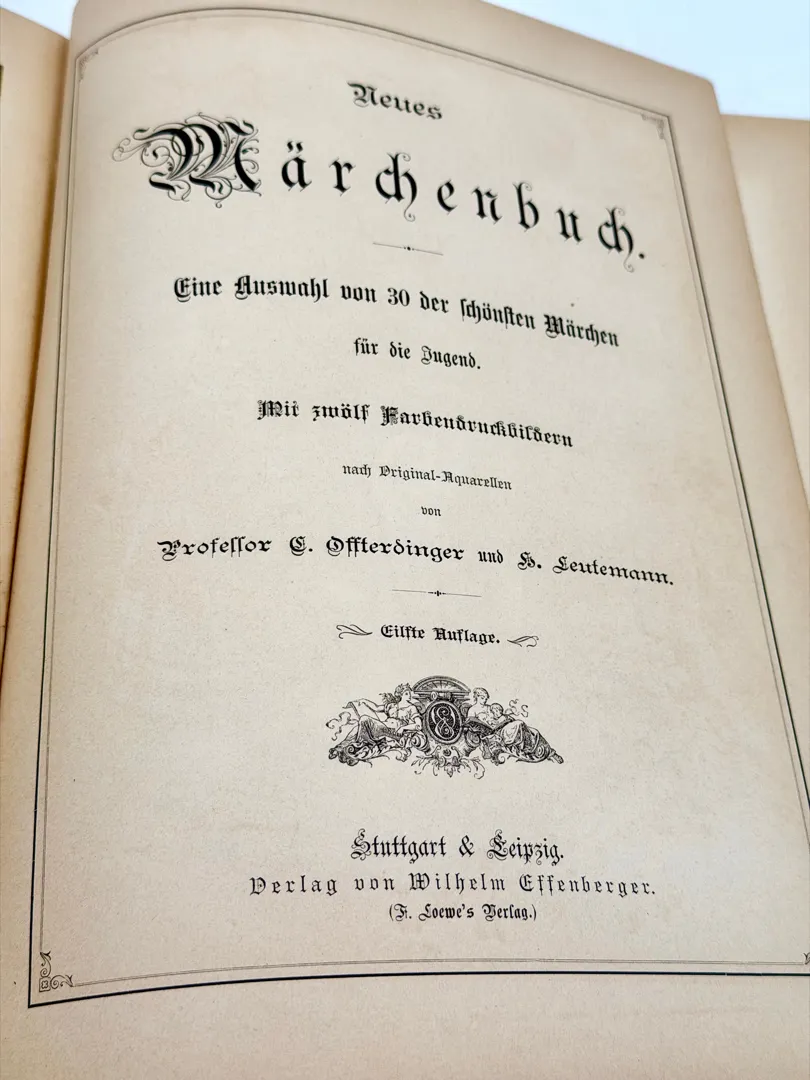 Neues
Märchenbuch.
Eine Auswahl von 30 der schönsten Märchen
für die Jugend.
Mit zwölf Farbendruckbildern
nach Original-Aquarellen
von
Professor C. Offterdinger und H. Leutemann.
Eilfte Auflage.
Stuttgart & Leipzig.
Verlag von Wilhelm Effenberger.
(F. Loewe's Verlag.)